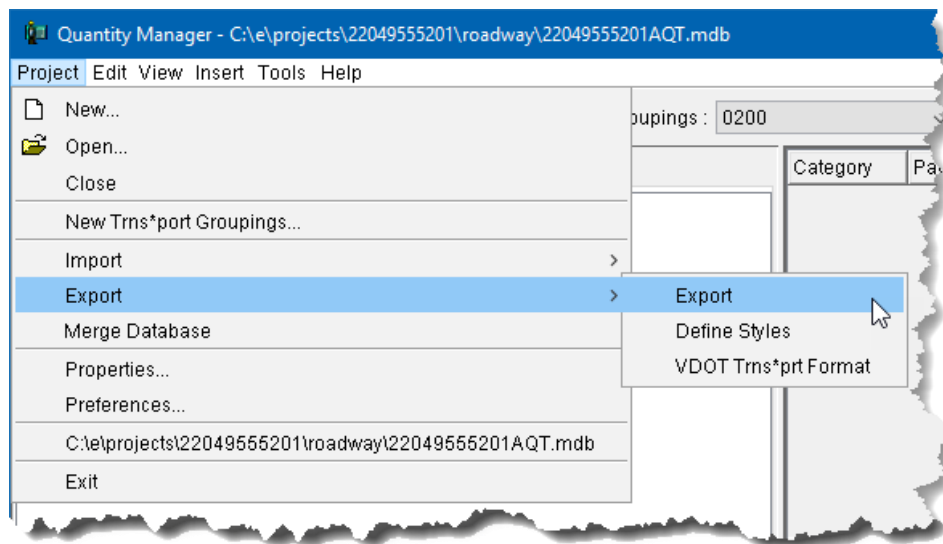 Quantity Manager - C:\e\projects\22049555201\roadway\22049555201AQT.mdb
Project Edit View Insert Tools Help
New...
oupings : 0200
Open...
Category
Close
New Trns*port Groupings...
Import
Export
Export
Merge Database
Define Styles
VDOT Trns*prt Format
Properties...
Preferences...
C:\e\projects\22049555201\roadway\22049555201AQT.mdb
Exit